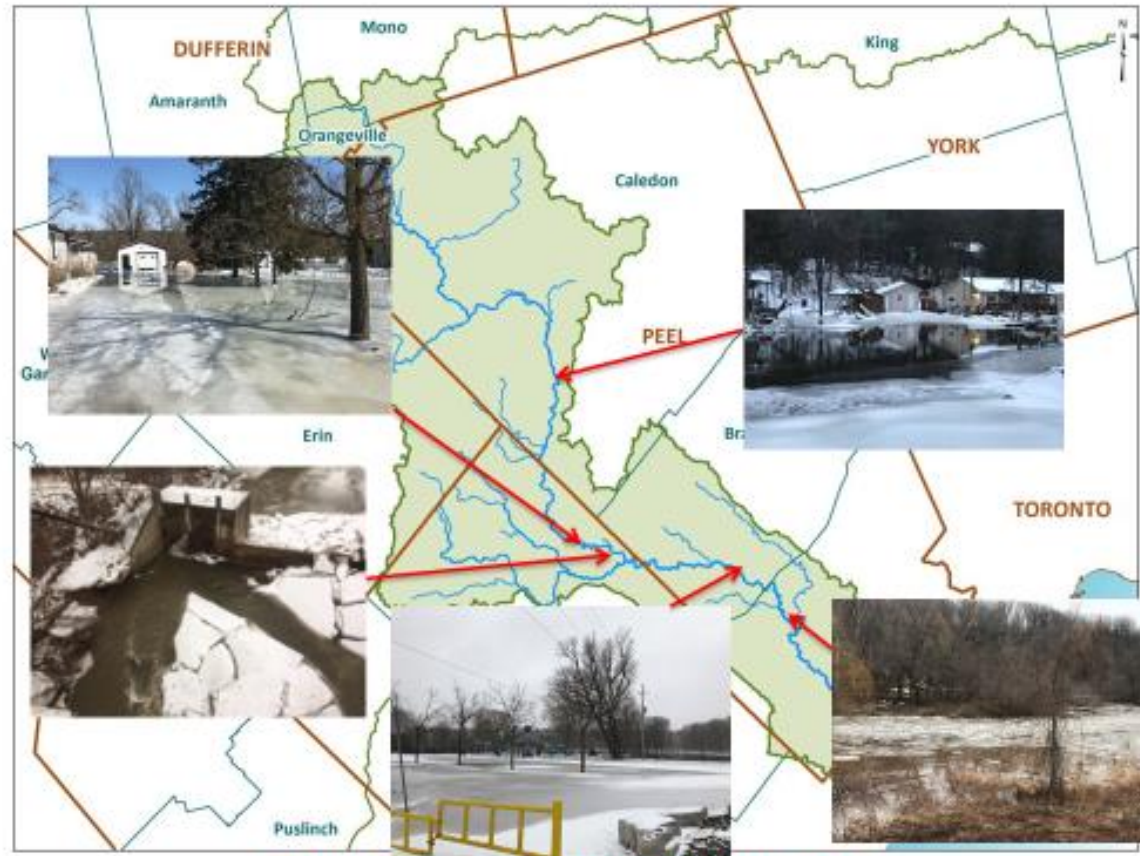 Mono
DUFFERIN
King
N
Amaranth
Orangeville
YORK
Caledon
PEEL
Erin
TORONTO
Puslinch